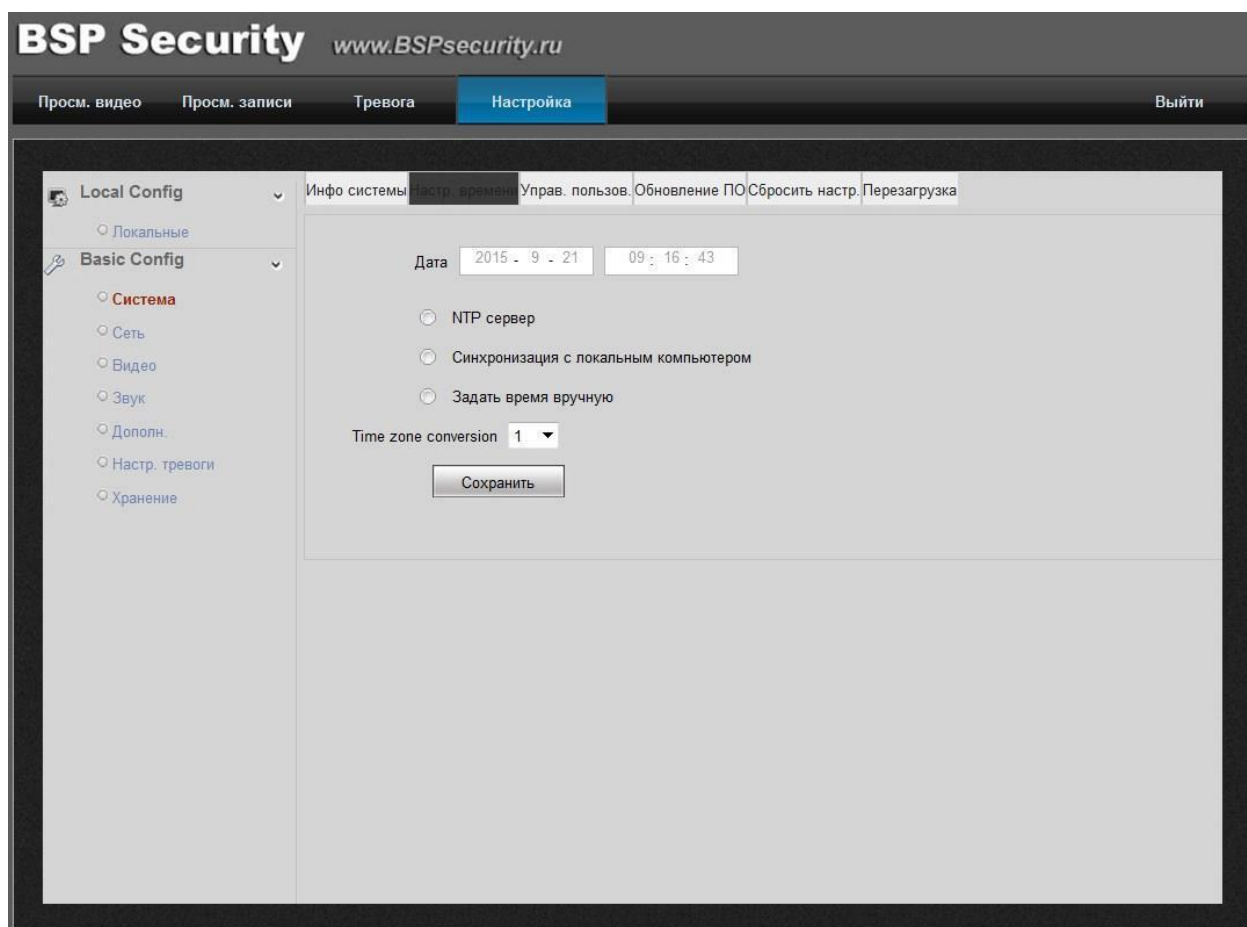 BSP Security www.BSPsecurity.ru
Просм. видео Просм. записи Тревога Настройка Выйти
Инфо системы Настр. времени Управ. пользов. Обновление ПО Сбросить настр. Перезагрузка
Local Config
Локальные
Basic Config
Система
Сеть
Видео
Звук
Дополн.
Настр. тревоги
Хранение
Дата 2015 - 9 - 21 09 : 16 : 43
NTP сервер
Синхронизация с локальным компьютером
Задать время вручную
Time zone conversion 1
Сохранить